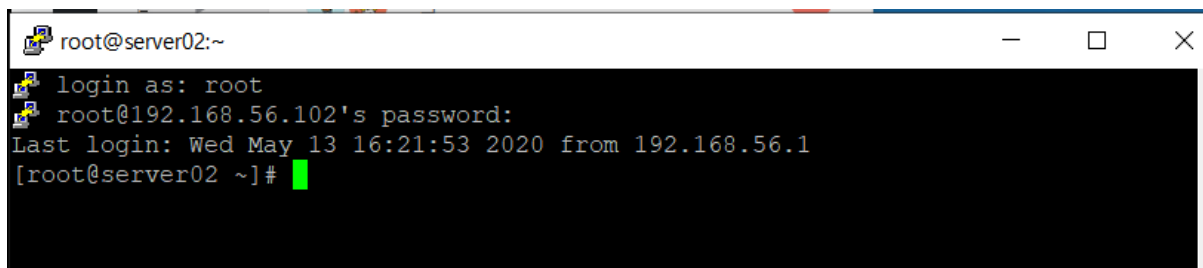 root@server02:~
login as: root
root@192.168.56.102's password:
Last login: Wed May 13 16:21:53 2020 from 192.168.56.1
[root@server02 ~]#